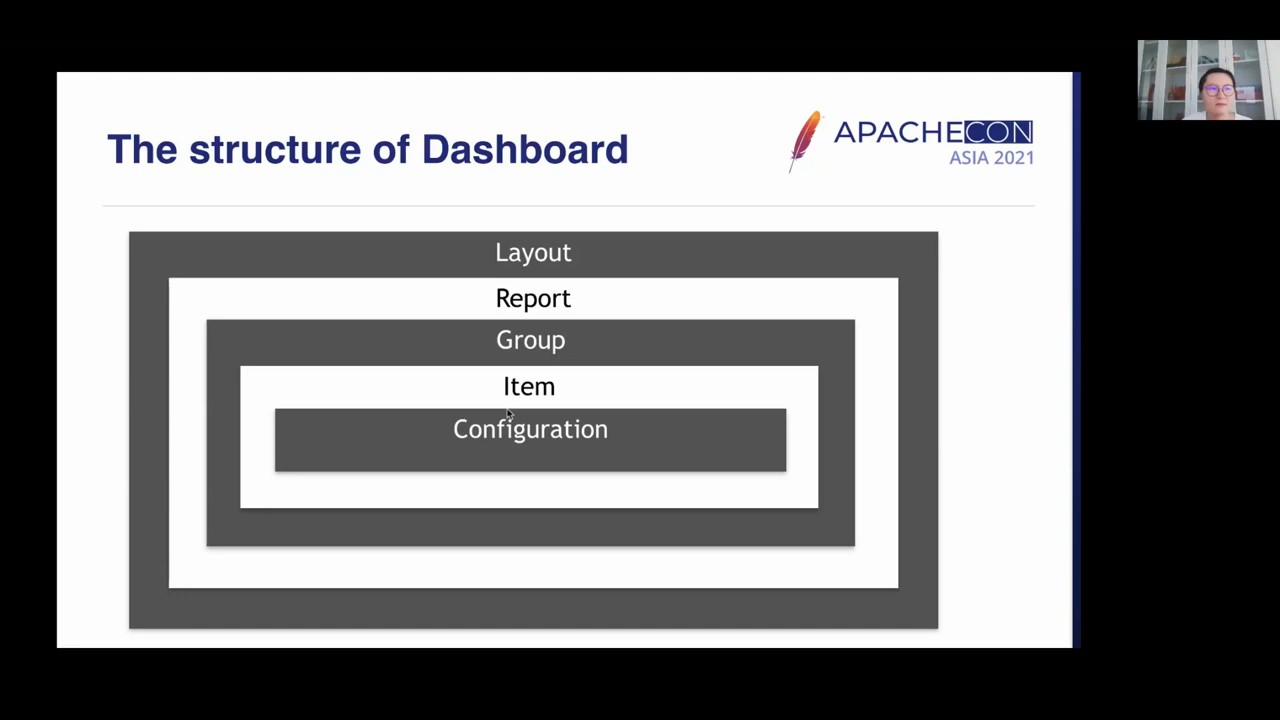 The structure of Dashboard
APACHECON
ASIA 2021
Layout
Report
Group
Item
Configuration